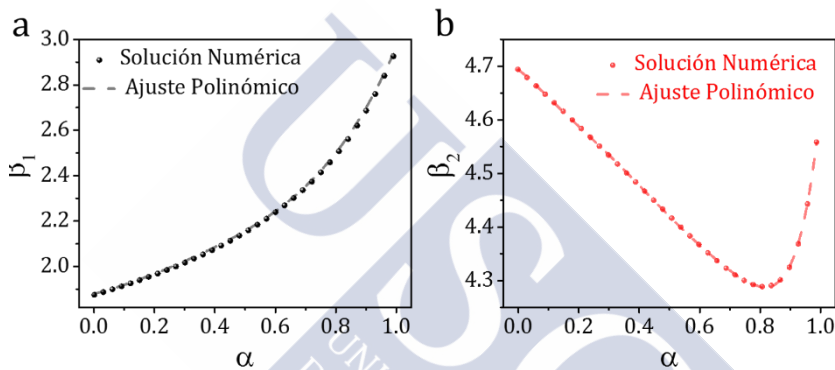 a
b
3.0
2.8
2.6
2.4
2.2
2.0
β1
Solución Numérica
Ajuste Polinómico
0.0 0.2 0.4 0.6 0.8 1.0
α
4.7
4.6
4.5
4.4
4.3
β2
Solución Numérica
Ajuste Polinómico
0.0 0.2 0.4 0.6 0.8 1.0
α
USC
UNI